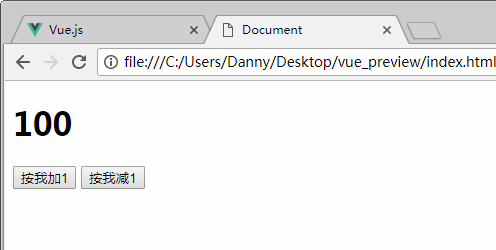 Vue.js
Document
file:///C:/Users/Danny/Desktop/vue_preview/index.html
100
按我加1 按我减1